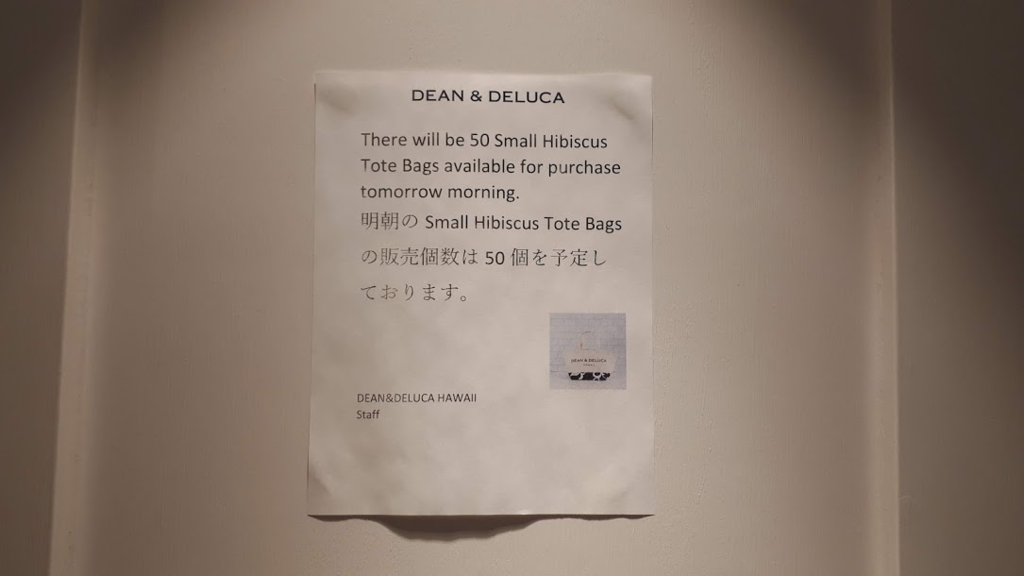 DEAN & DELUCA
There will be 50 Small Hibiscus
Tote Bags available for purchase
tomorrow morning.
明朝の Small Hibiscus Tote Bags
の販売個数は 50 個を予定し
ております。
DEAN & DELUCA
DEAN&DELUCA HAWAII
Staff